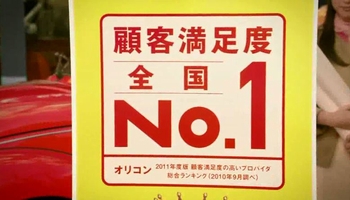 顧客満足度
全国
No.1
オリコン
2011年度版 顧客満足度の高いプロバイダ
総合ランキング(2010年9月調べ)